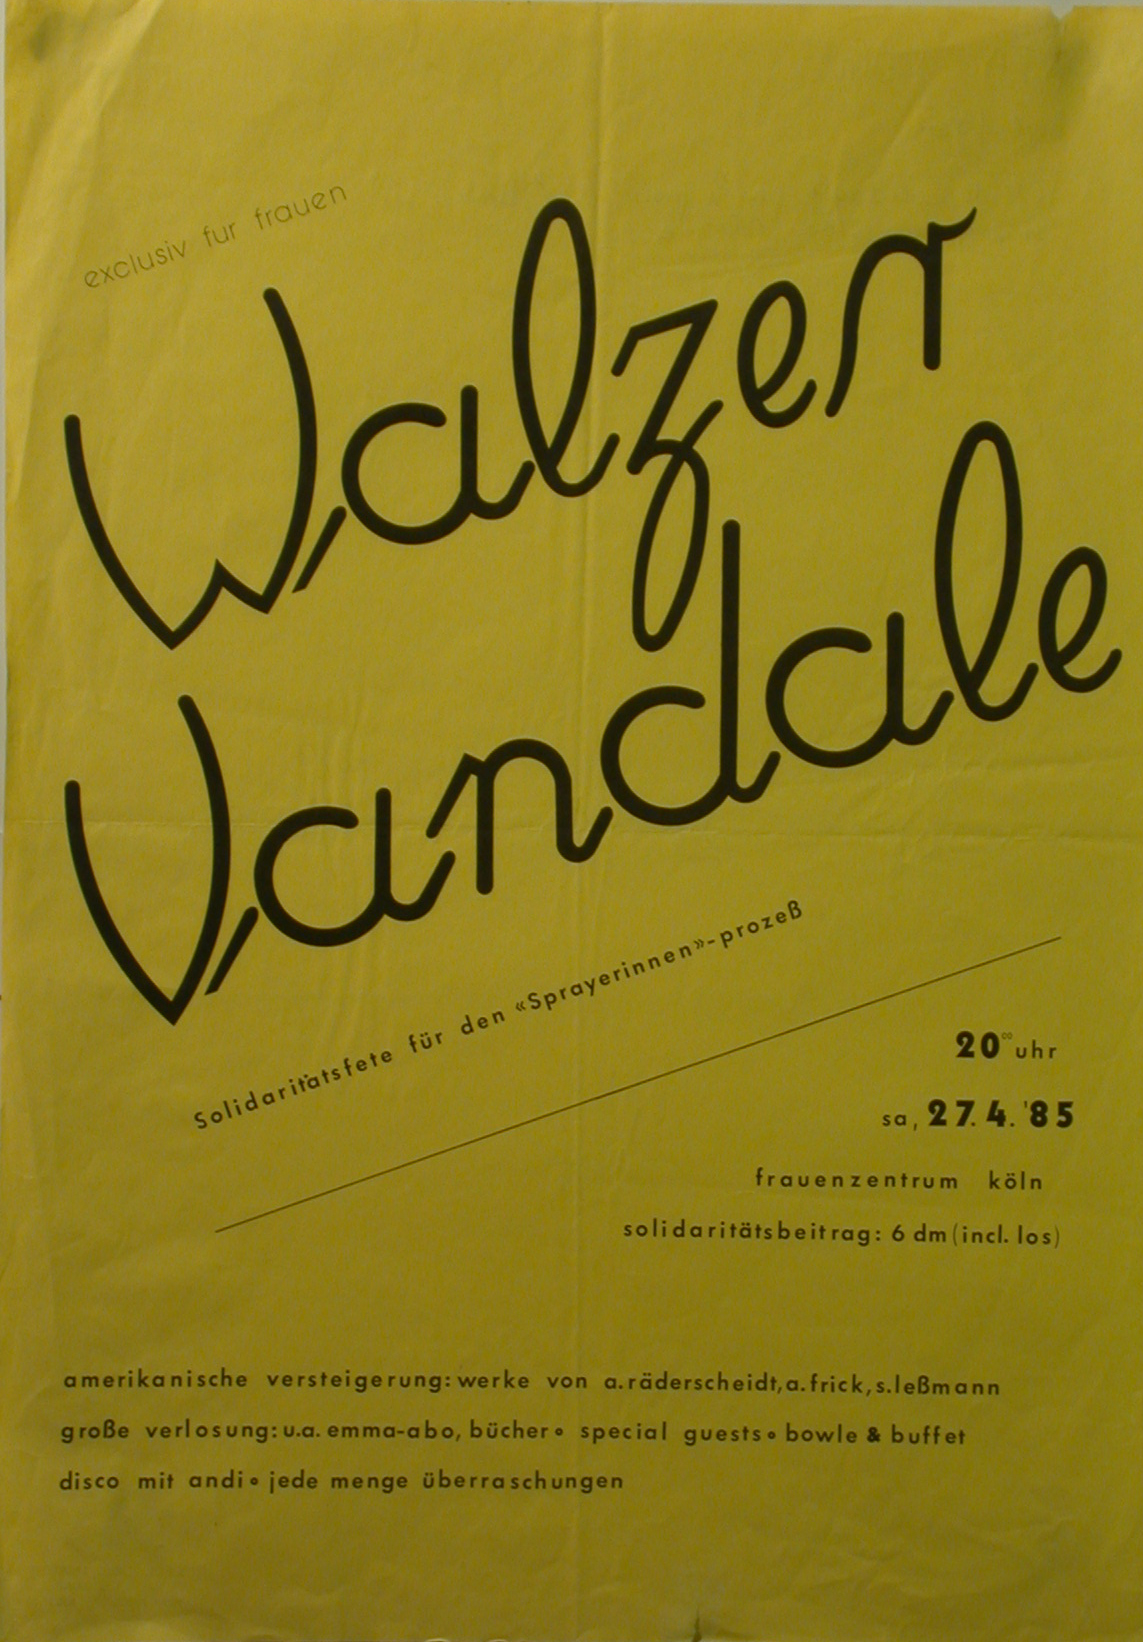 exclusiv fur frauen
Walzer
Vandale
Solidaritätsfete für den «Sprayerinnen»-prozeß
20°° uhr
sa, 27. 4. '85
frauenzentrum köln
solidaritätsbeitrag: 6 dm (incl. los)
amerikanische versteigerung: werke von a. räderscheidt, a. frick, s. leßmann
große verlosung: u.a. emma-abo, bücher • special guests • bowle & buffet
disco mit andi • jede menge überraschungen